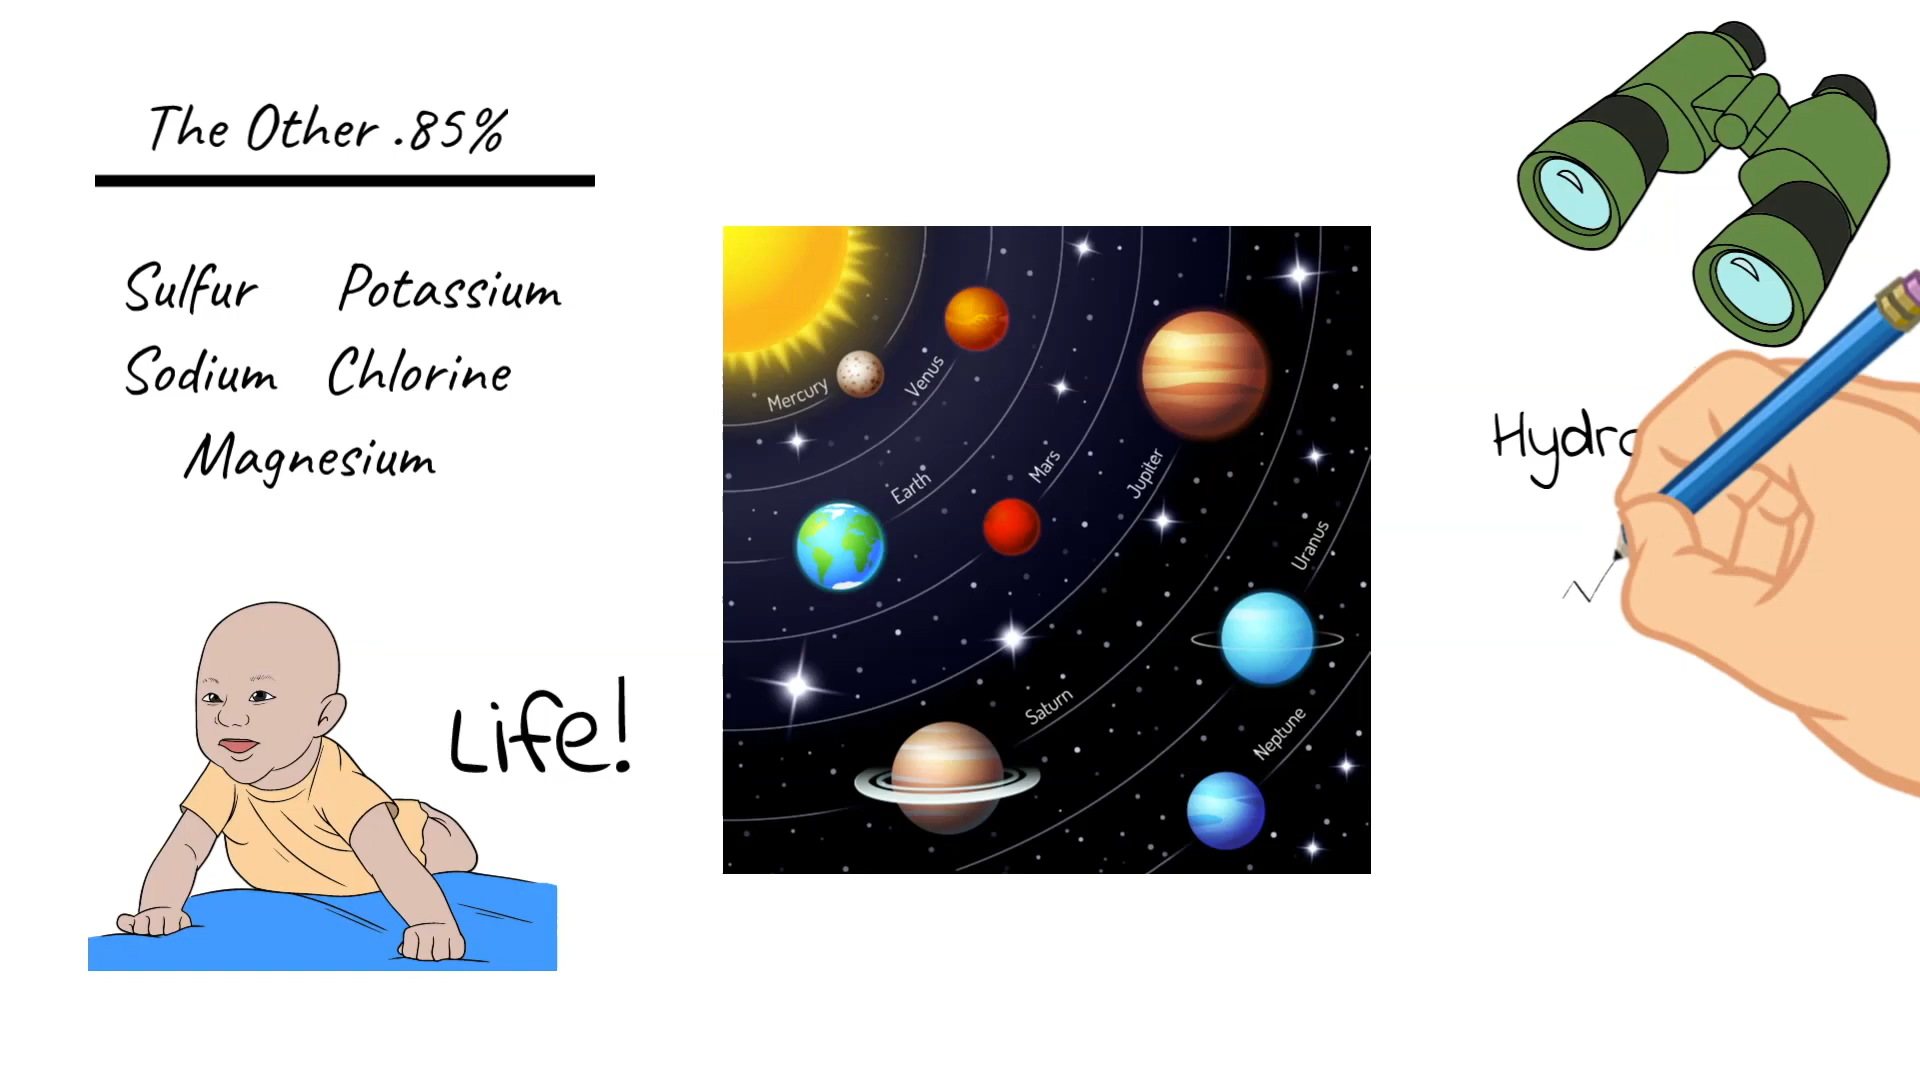 The Other .85%
Sulfur Potassium
Sodium Chlorine
Magnesium
Life!
Mercury
Venus
Earth
Mars
Jupiter
Saturn
Uranus
Neptune